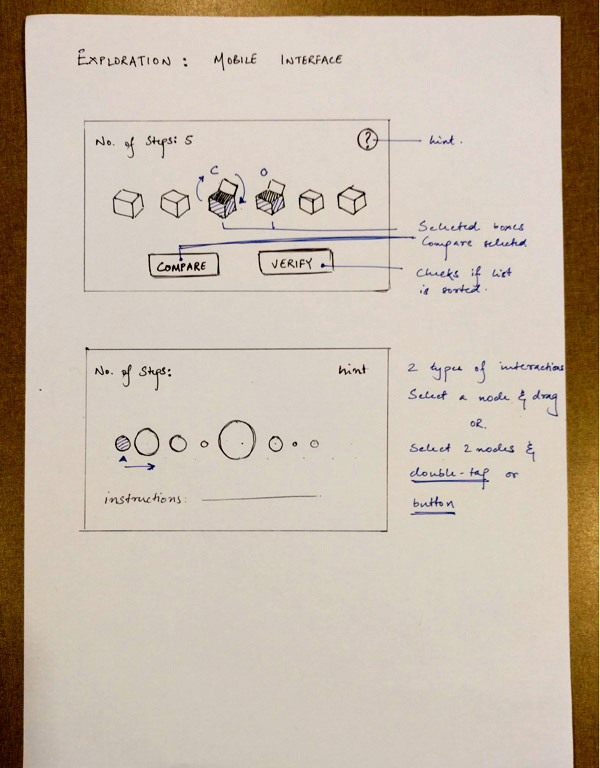 EXPLORATION : MOBILE INTERFACE
No. of Steps: 5
?
hint.
C
O
Selected boxes
Compare selected
COMPARE
VERIFY
Checks if list
is sorted.
No. of Steps:
hint
2 types of interactions
Select a node & drag
OR.
Select 2 nodes &
double-tag or
button
A
instructions: